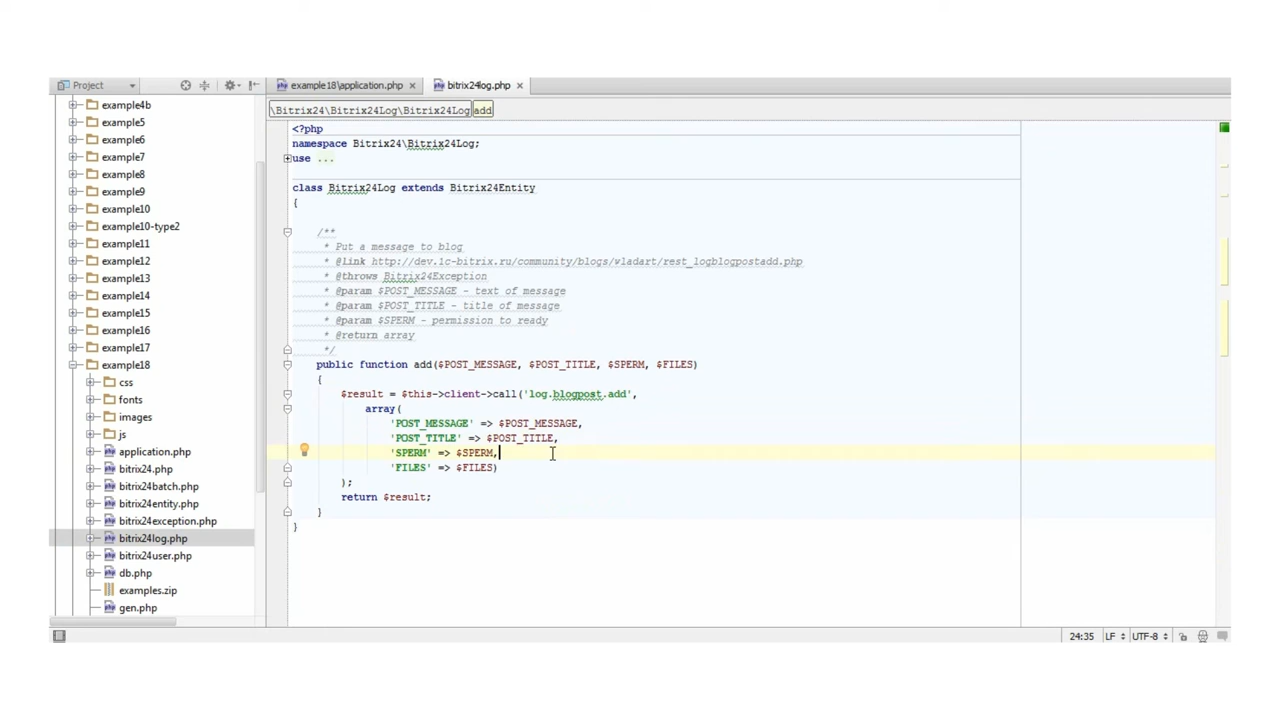 Project
example18\application.php
bitrix24log.php
\Bitrix24\Bitrix24Log\Bitrix24Log add
example4b
example5
example6
example7
example8
example9
example10
example10-type2
example11
example12
example13
example14
example15
example16
example17
example18
css
fonts
images
js
application.php
bitrix24.php
bitrix24batch.php
bitrix24entity.php
bitrix24exception.php
bitrix24log.php
bitrix24user.php
db.php
examples.zip
gen.php
<?php
namespace Bitrix24\Bitrix24Log;
use ...
class Bitrix24Log extends Bitrix24Entity
{
/**
* Put a message to blog
* @link http://dev.1c-bitrix.ru/community/blogs/wladart/rest_logblogpostadd.php
* @throws Bitrix24Exception
* @param $POST_MESSAGE - text of message
* @param $POST_TITLE - title of message
* @param $SPERM - permission to ready
* @return array
*/
public function add($POST_MESSAGE, $POST_TITLE, $SPERM, $FILES)
{
$result = $this->client->call('log.blogpost.add',
array(
'POST_MESSAGE' => $POST_MESSAGE,
'POST_TITLE' => $POST_TITLE,
'SPERM' => $SPERM,
'FILES' => $FILES)
);
return $result;
}
}
24:35 LF UTF-8